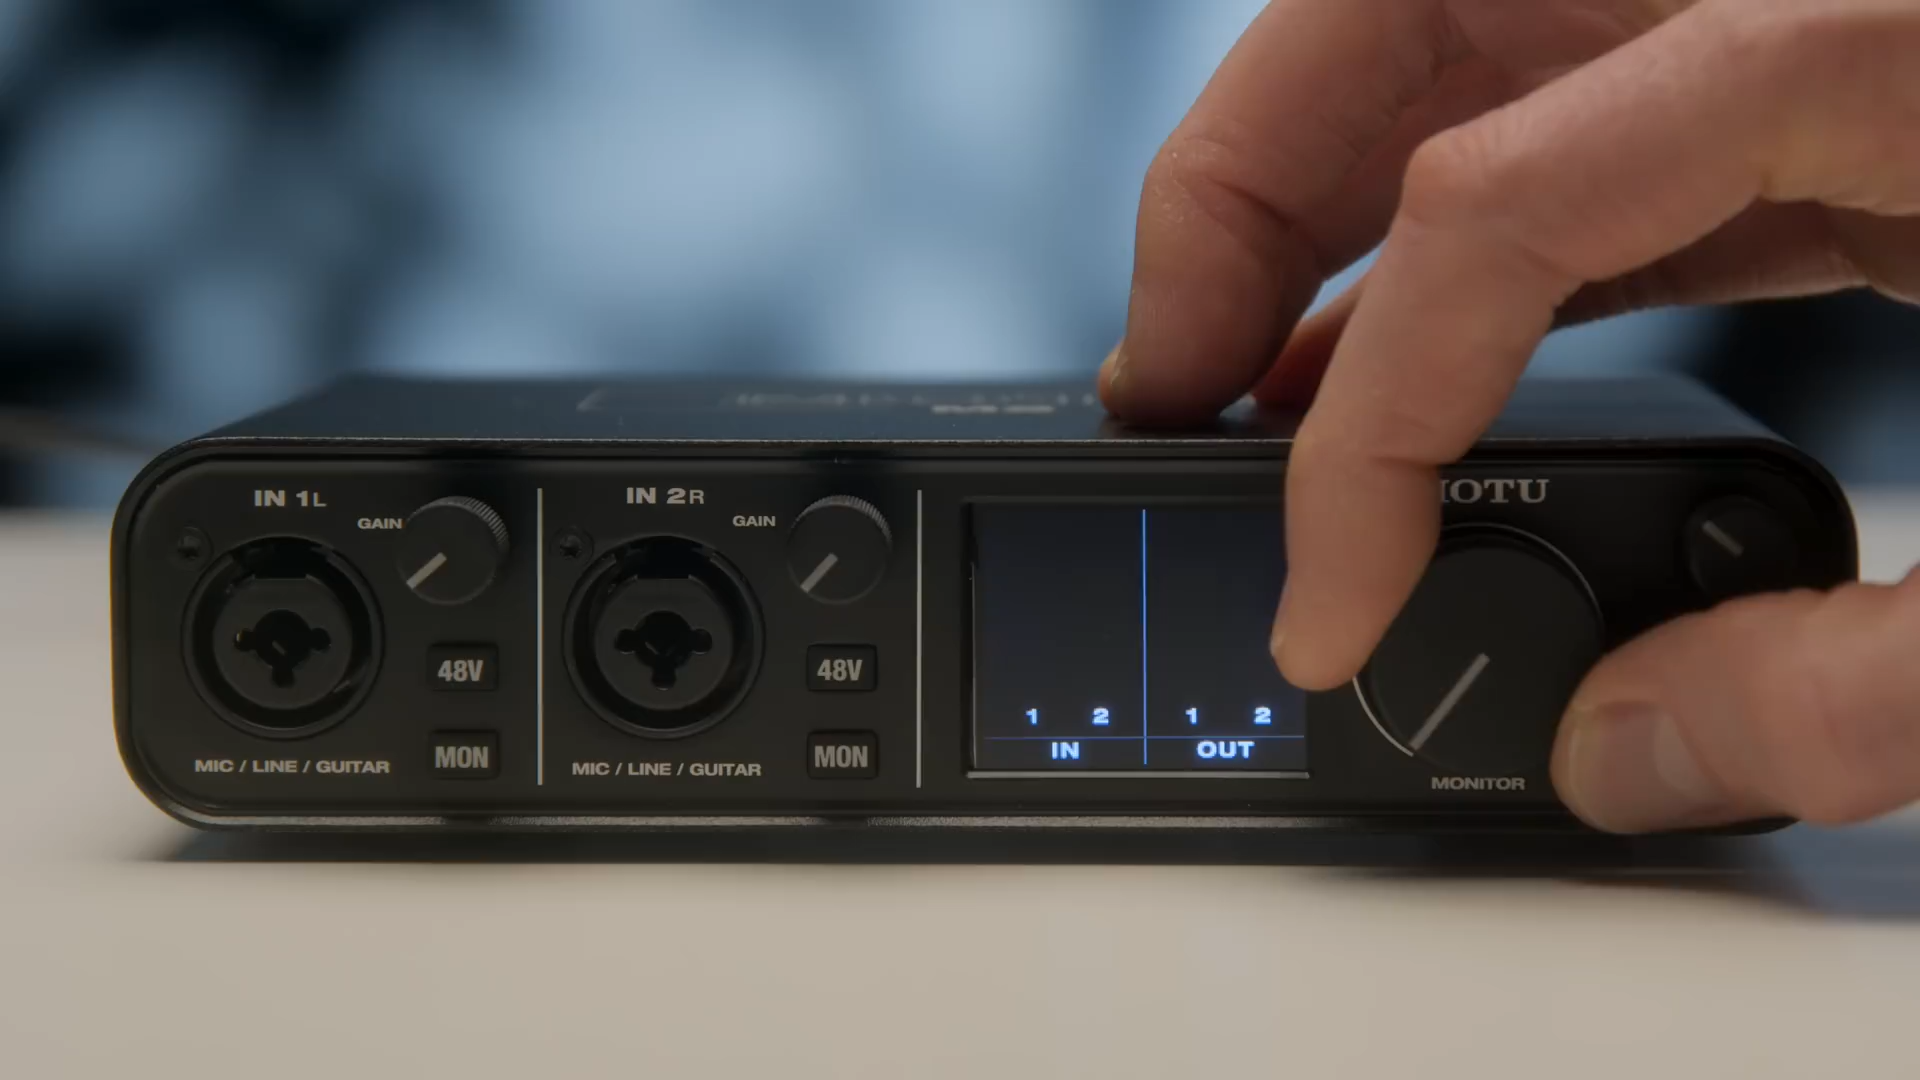 IN 1L
GAIN
48V
MON
MIC / LINE / GUITAR
IN 2R
GAIN
48V
MON
MIC / LINE / GUITAR
1 2 1 2
IN OUT
MOTU
MONITOR